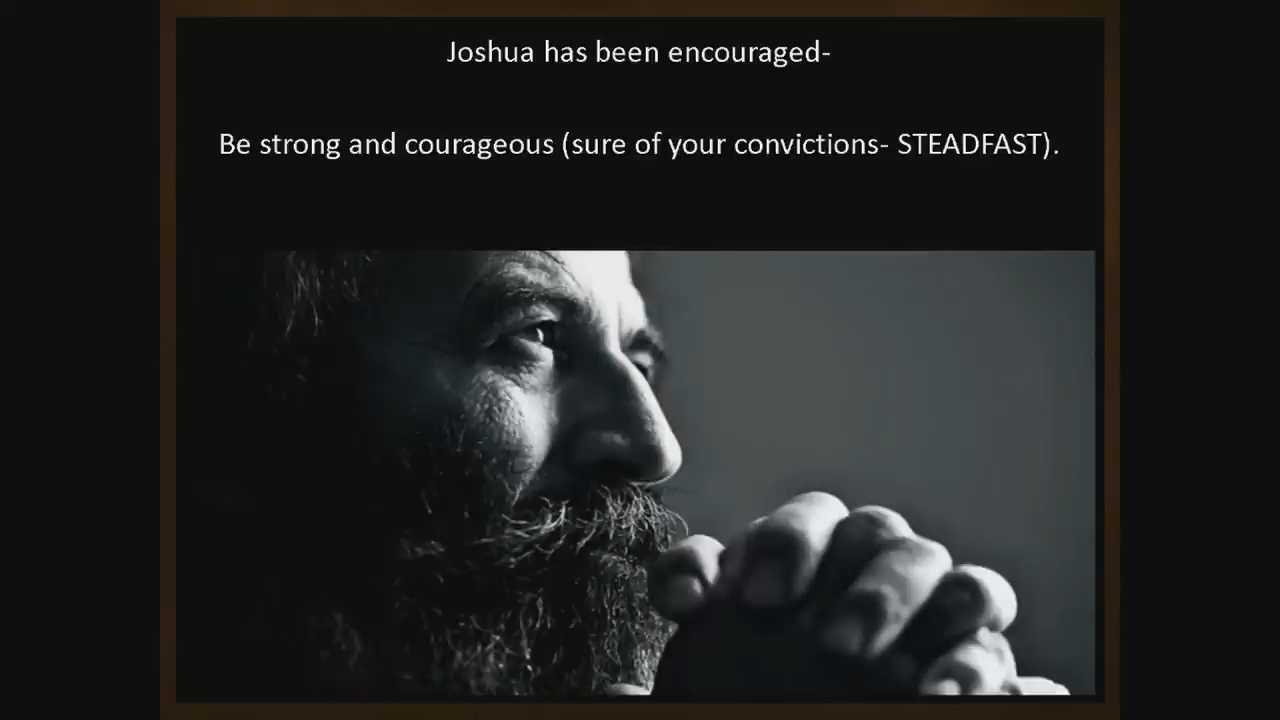 Joshua has been encouraged-
Be strong and courageous (sure of your convictions- STEADFAST).